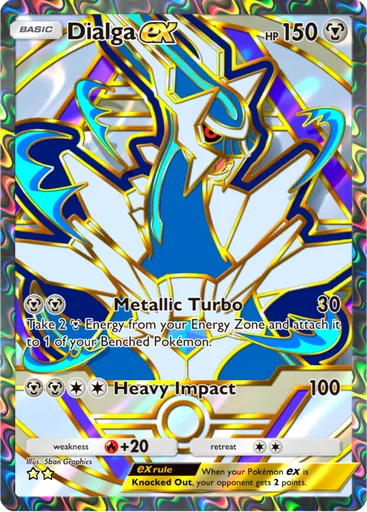 BASIC Dialga ex HP 150
Metallic Turbo 30
Take 2 Energy from your Energy Zone and attach it
to 1 of your Benched Pokémon.
Heavy Impact 100
weakness +20 retreat
Illus. 5ban Graphics
ex rule When your Pokémon ex is
Knocked Out, your opponent gets 2 points.